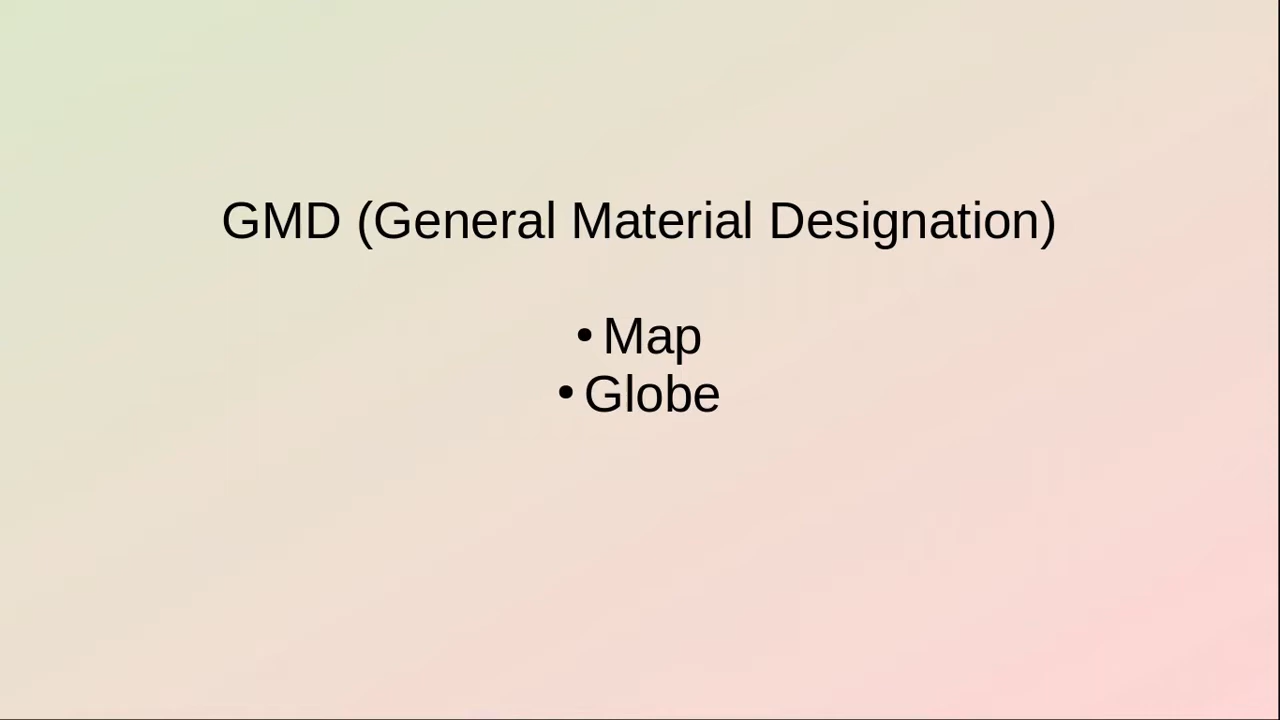 GMD (General Material Designation)
• Map
• Globe